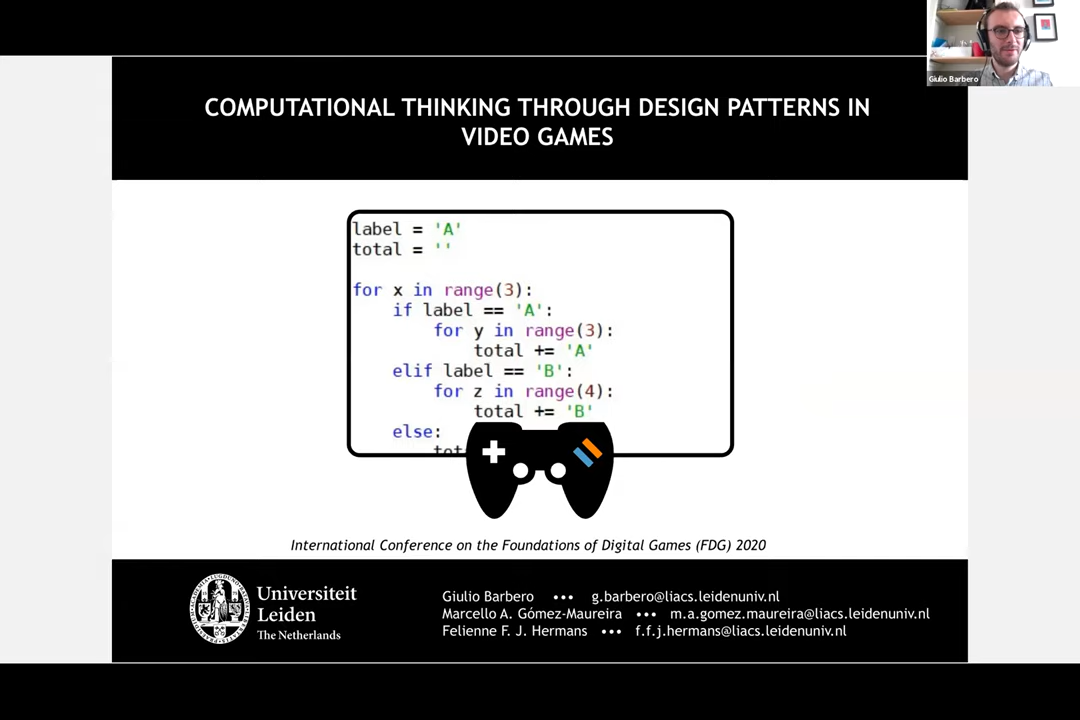 Giulio Barbero
COMPUTATIONAL THINKING THROUGH DESIGN PATTERNS IN
VIDEO GAMES
label = 'A'
total = ''
for x in range(3):
if label == 'A':
for y in range(3):
total += 'A'
elif label == 'B':
for z in range(4):
total += 'B'
else:
International Conference on the Foundations of Digital Games (FDG) 2020
Universiteit
Leiden
The Netherlands
Giulio Barbero ••• g.barbero@liacs.leidenuniv.nl
Marcello A. Gómez-Maureira ••• m.a.gomez.maureira@liacs.leidenuniv.nl
Felienne F. J. Hermans ••• f.f.j.hermans@liacs.leidenuniv.nl